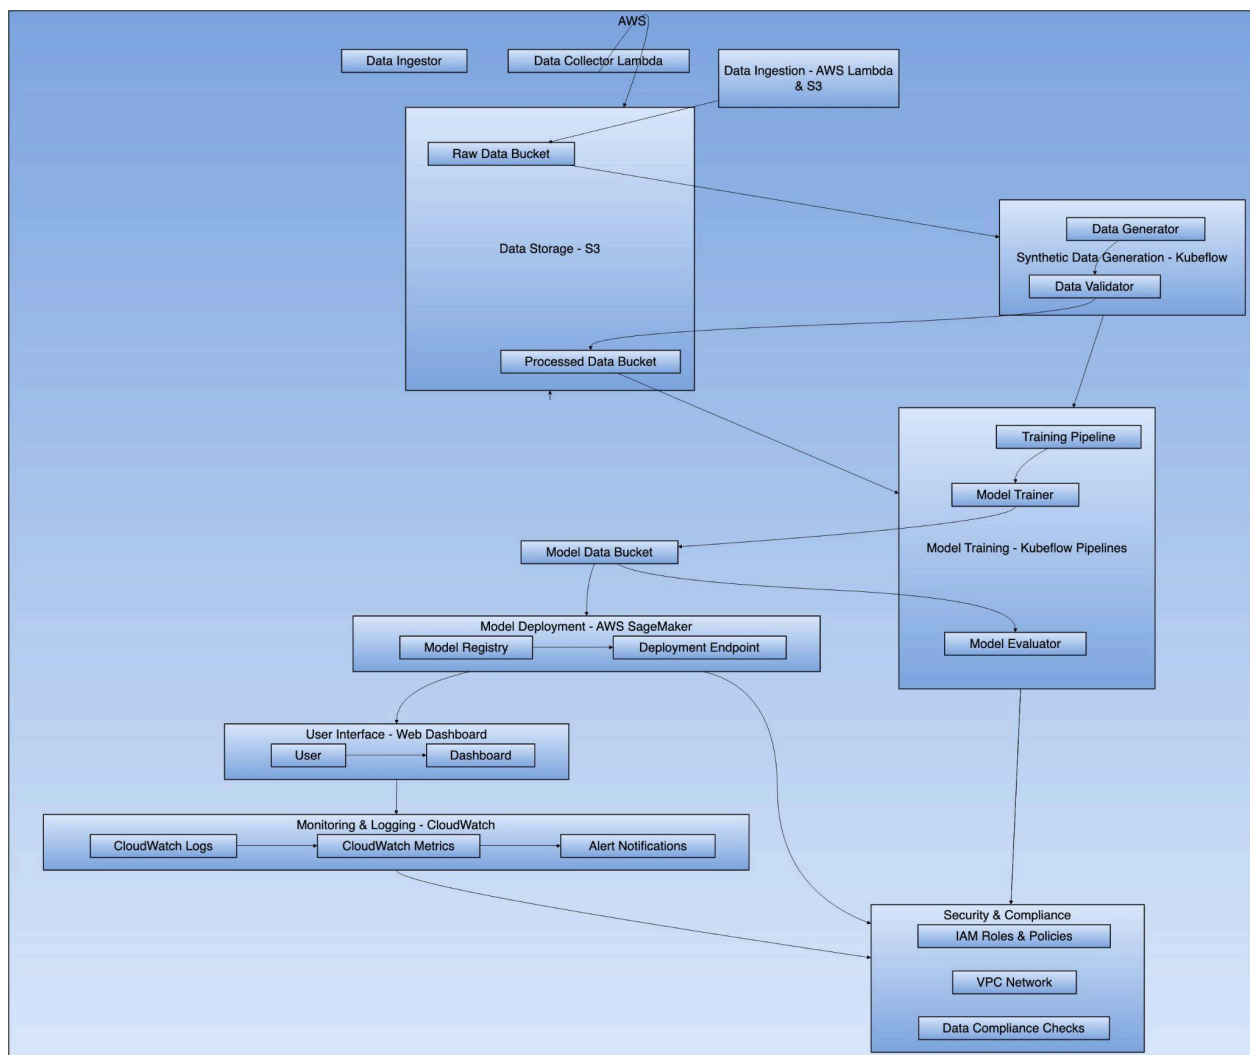 AWS
Data Ingestor
Data Collector Lambda
Data Ingestion - AWS Lambda
& S3
Raw Data Bucket
Data Storage - S3
Processed Data Bucket
Data Generator
Synthetic Data Generation - Kubeflow
Data Validator
Training Pipeline
Model Trainer
Model Training - Kubeflow Pipelines
Model Evaluator
Model Data Bucket
Model Deployment - AWS SageMaker
Model Registry
Deployment Endpoint
User Interface - Web Dashboard
User
Dashboard
Monitoring & Logging - CloudWatch
CloudWatch Logs
CloudWatch Metrics
Alert Notifications
Security & Compliance
IAM Roles & Policies
VPC Network
Data Compliance Checks